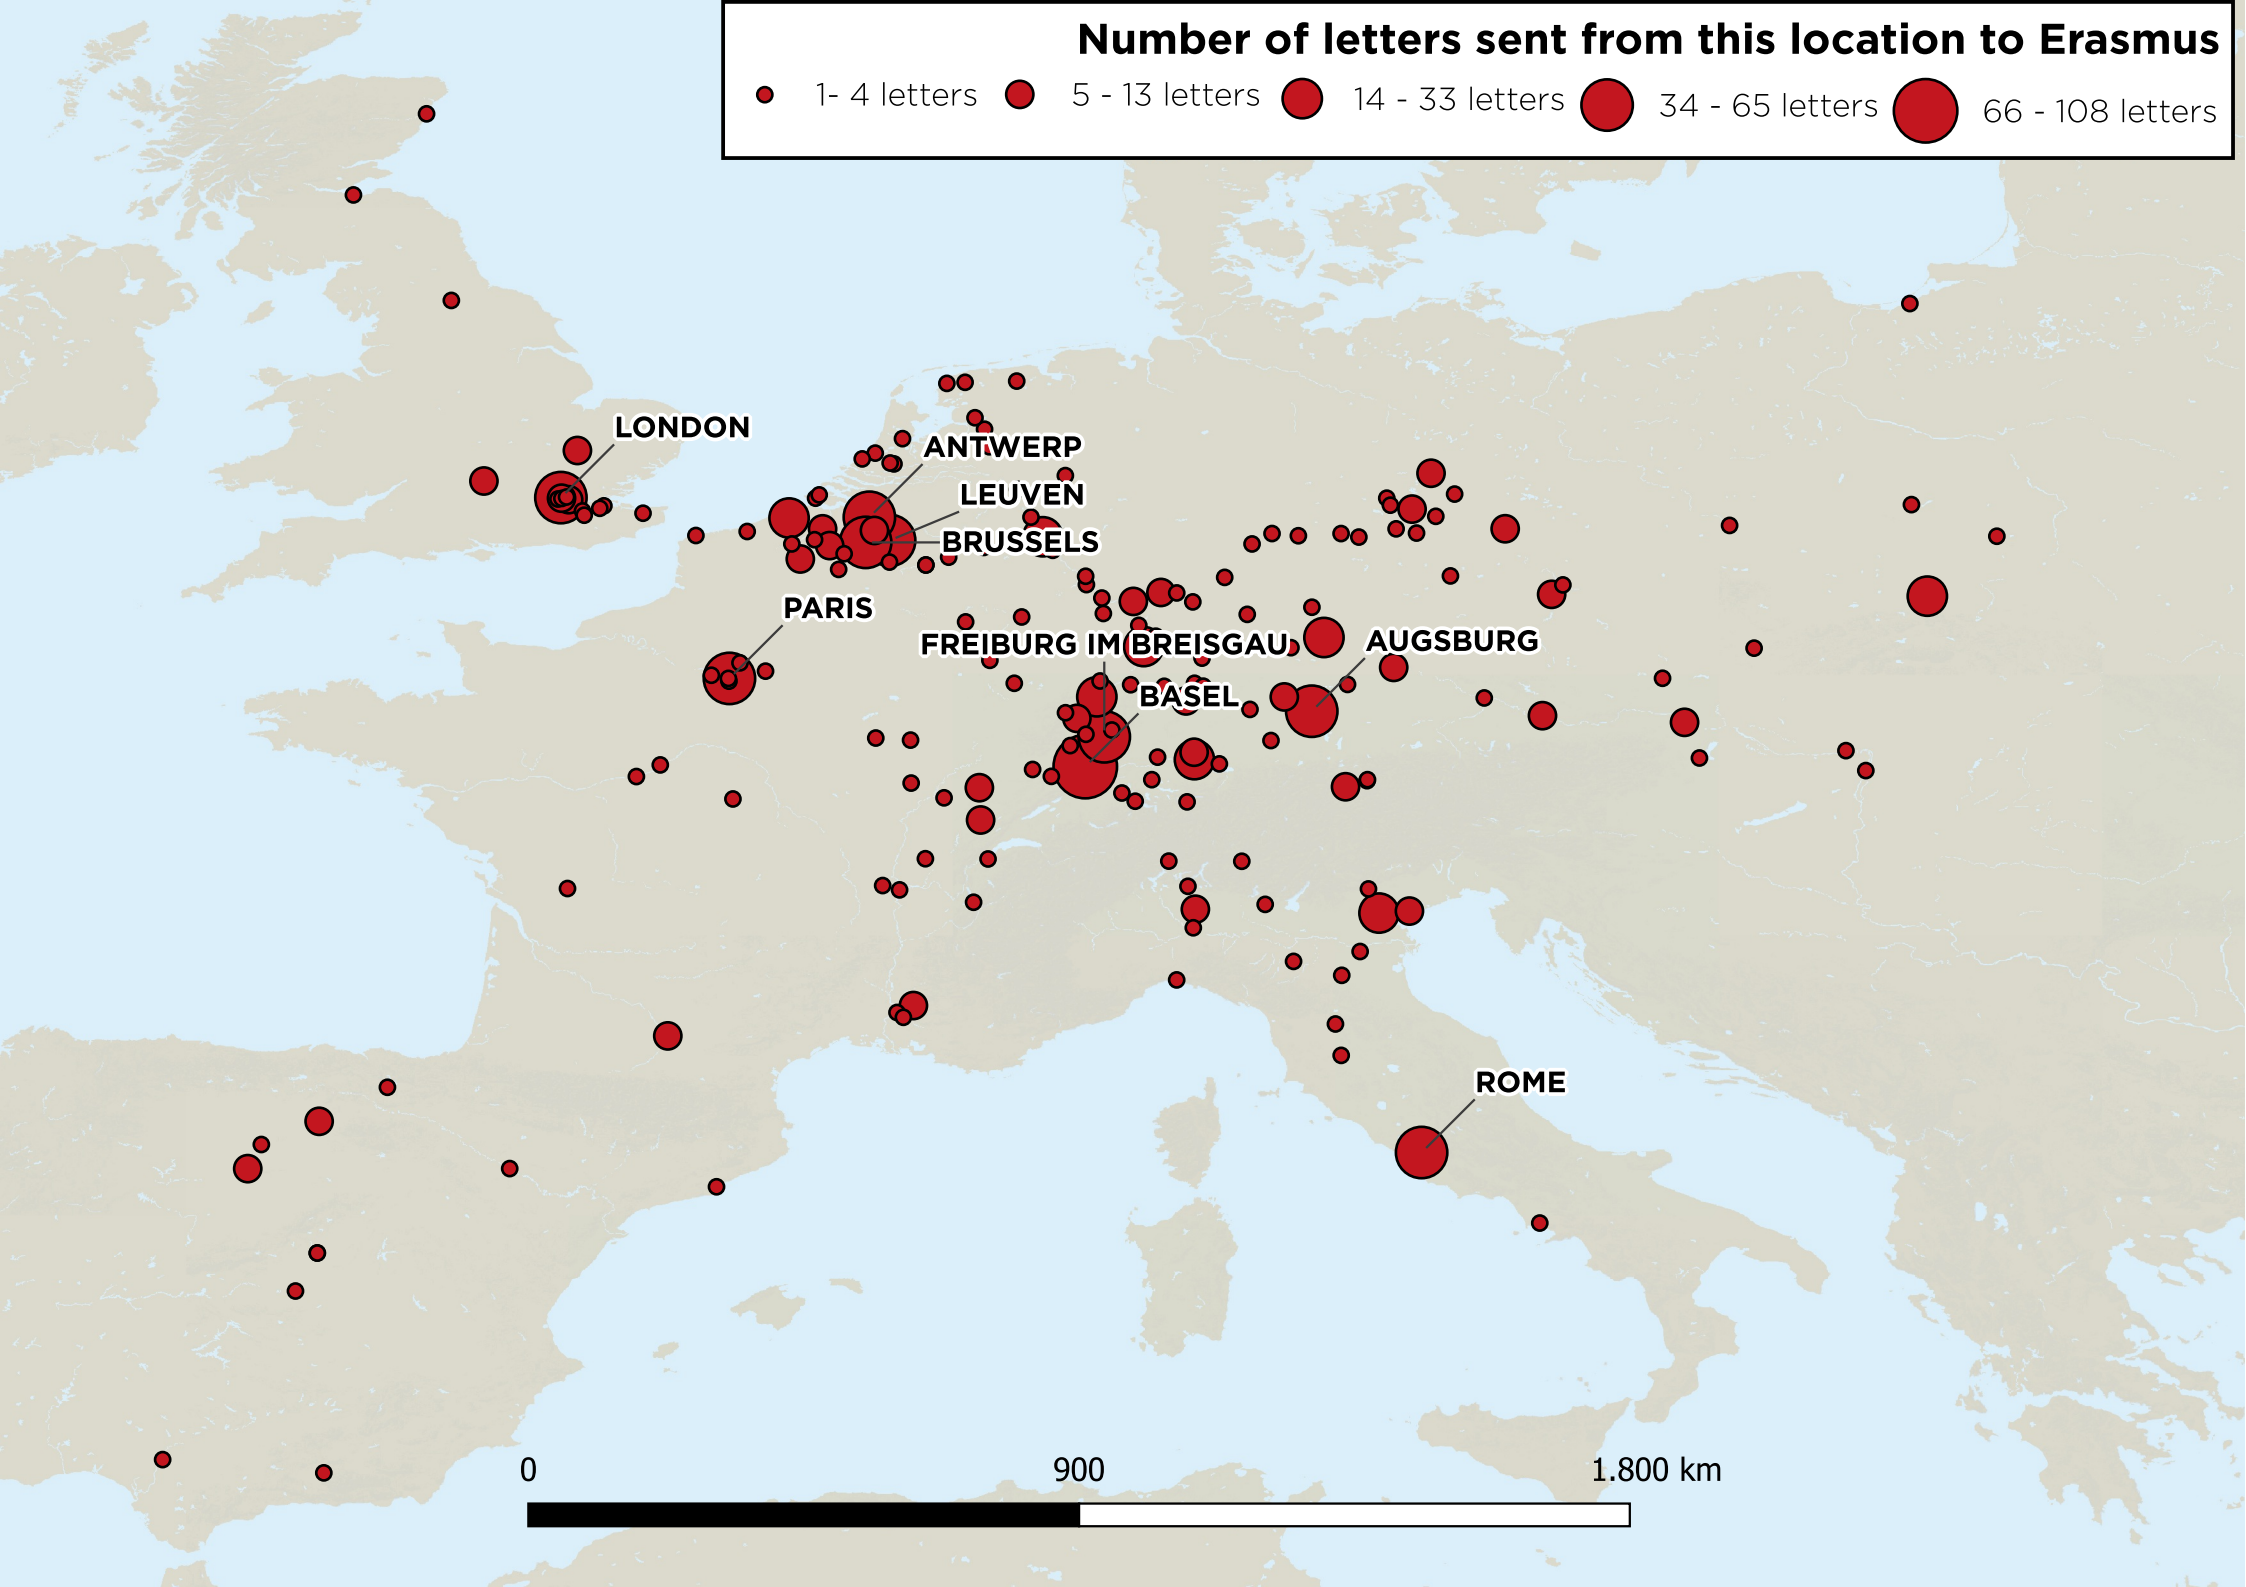 Number of letters sent from this location to Erasmus
1- 4 letters 5 - 13 letters 14 - 33 letters 34 - 65 letters 66 - 108 letters
LONDON
ANTWERP
LEUVEN
BRUSSELS
PARIS
FREIBURG IM BREISGAU
AUGSBURG
BASEL
ROME
0 900 1.800 km